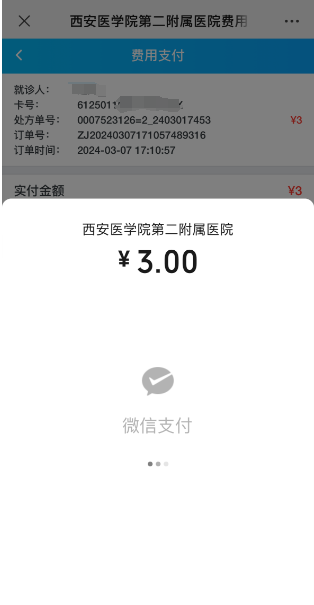 西安医学院第二附属医院费用
费用支付
就诊人：
卡号： 6125011
处方单号： 0007523126=2_2403017453 ¥3
订单号： ZJ20240307171057489316
订单时间： 2024-03-07 17:10:57
实付金额 ¥3
西安医学院第二附属医院
¥3.00
微信支付